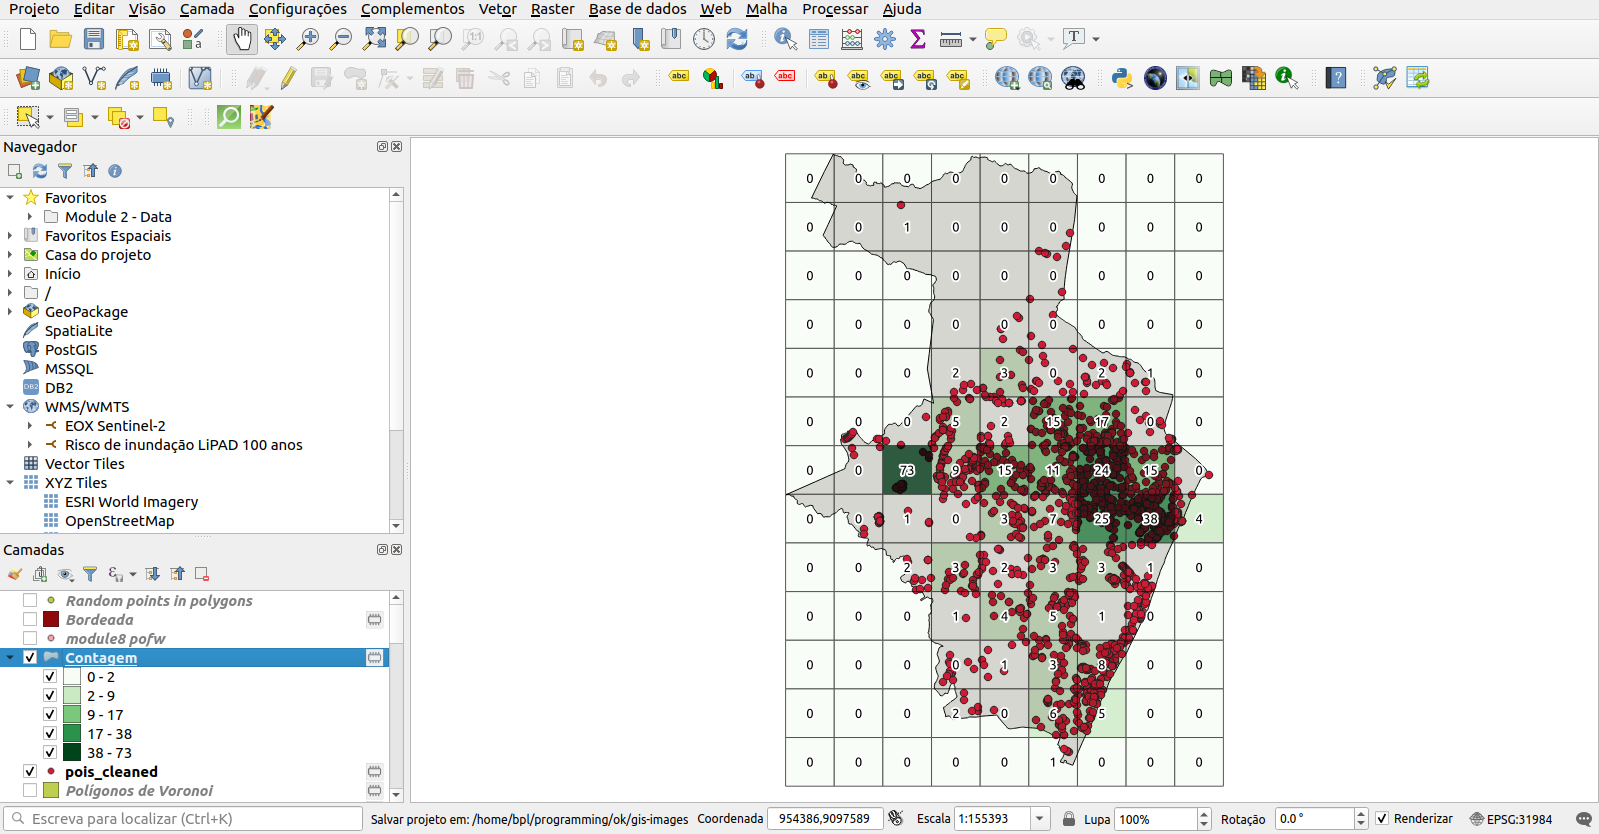 Projeto Editar Visão Camada Configurações Complementos Vetor Raster Base de dados Web Malha Processar Ajuda
Navegador
Favoritos
Module 2 - Data
Favoritos Espaciais
Casa do projeto
Início
/
GeoPackage
SpatiaLite
PostGIS
MSSQL
DB2
WMS/WMTS
EOX Sentinel-2
Risco de inundação LiPAD 100 anos
Vector Tiles
XYZ Tiles
ESRI World Imagery
OpenStreetMap
Camadas
Random points in polygons
Bordeada
module8 pofw
Contagem
0 - 2
2 - 9
9 - 17
17 - 38
38 - 73
pois_cleaned
Polígonos de Voronoi
0 0 0 0 0 0 0 0 0
0 0 1 0 0 0 0 0 0
0 0 0 0 0 0 0 0 0
0 0 0 0 0 0 0 0 0
0 0 0 2 3 0 2 1 0
0 0 0 5 2 15 17 0 0
0 0 73 9 15 11 24 15 0
0 0 1 0 3 7 25 38 4
0 0 2 3 2 3 3 1 0
0 0 0 1 4 5 1 0 0
0 0 0 0 1 3 8 0 0
0 0 0 2 0 6 5 0 0
0 0 0 0 0 1 0 0 0
Escreva para localizar (Ctrl+K) Salvar projeto em: /home/bpl/programming/ok/gis-images Coordenada 954386,9097589 Escala 1:155393 Lupa 100% Rotação 0.0 ° Renderizar EPSG:31984